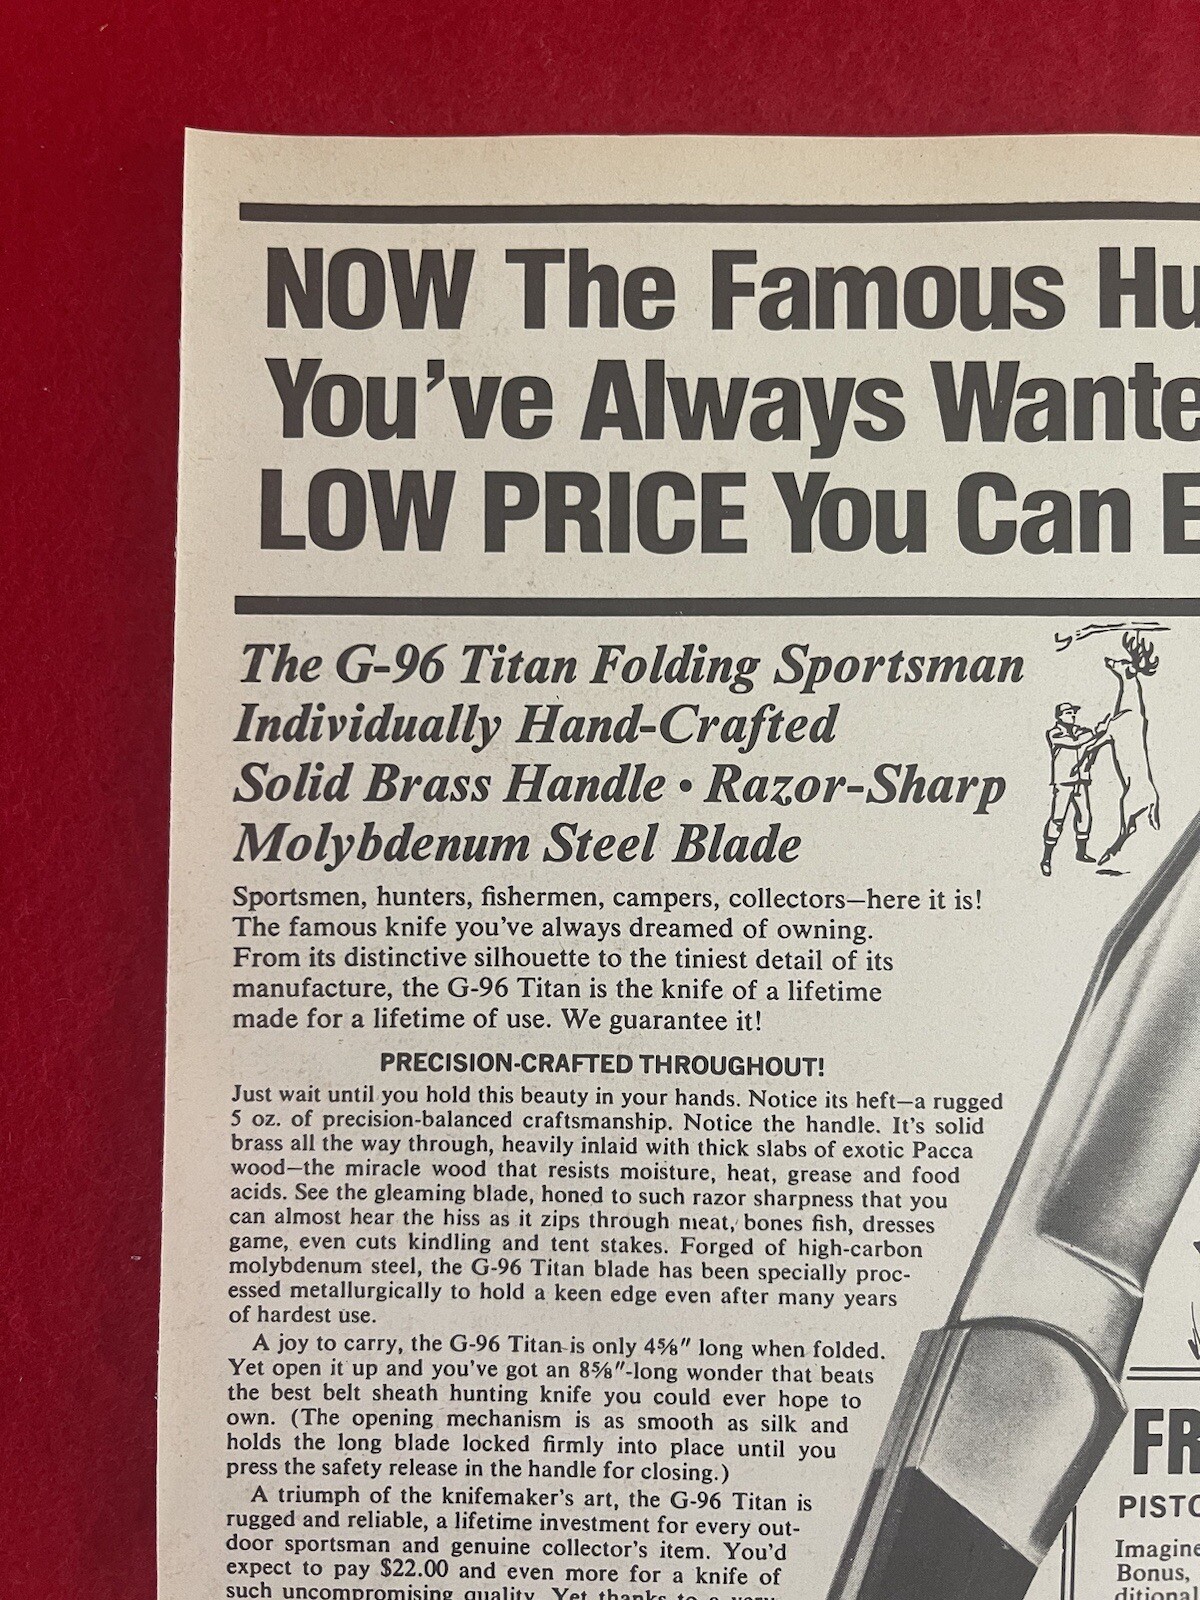 NOW The Famous Hu
You've Always Wante
LOW PRICE You Can E
The G-96 Titan Folding Sportsman
Individually Hand-Crafted
Solid Brass Handle • Razor-Sharp
Molybdenum Steel Blade
Sportsmen, hunters, fishermen, campers, collectors—here it is!
The famous knife you've always dreamed of owning.
From its distinctive silhouette to the tiniest detail of its
manufacture, the G-96 Titan is the knife of a lifetime
made for a lifetime of use. We guarantee it!
PRECISION-CRAFTED THROUGHOUT!
Just wait until you hold this beauty in your hands. Notice its heft—a rugged
5 oz. of precision-balanced craftsmanship. Notice the handle. It's solid
brass all the way through, heavily inlaid with thick slabs of exotic Pacca
wood—the miracle wood that resists moisture, heat, grease and food
acids. See the gleaming blade, honed to such razor sharpness that you
can almost hear the hiss as it zips through meat, bones fish, dresses
game, even cuts kindling and tent stakes. Forged of high-carbon
molybdenum steel, the G-96 Titan blade has been specially proc-
essed metallurgically to hold a keen edge even after many years
of hardest use.
A joy to carry, the G-96 Titan is only 4⅝" long when folded.
Yet open it up and you've got an 8⅝"-long wonder that beats
the best belt sheath hunting knife you could ever hope to
own. (The opening mechanism is as smooth as silk and
holds the long blade locked firmly into place until you
press the safety release in the handle for closing.)
A triumph of the knifemaker's art, the G-96 Titan is
rugged and reliable, a lifetime investment for every out-
door sportsman and genuine collector's item. You'd
expect to pay $22.00 and even more for a knife of
such uncompromising quality. Yet thanks to a very
FR
PISTO
Imagine
Bonus,
ditional